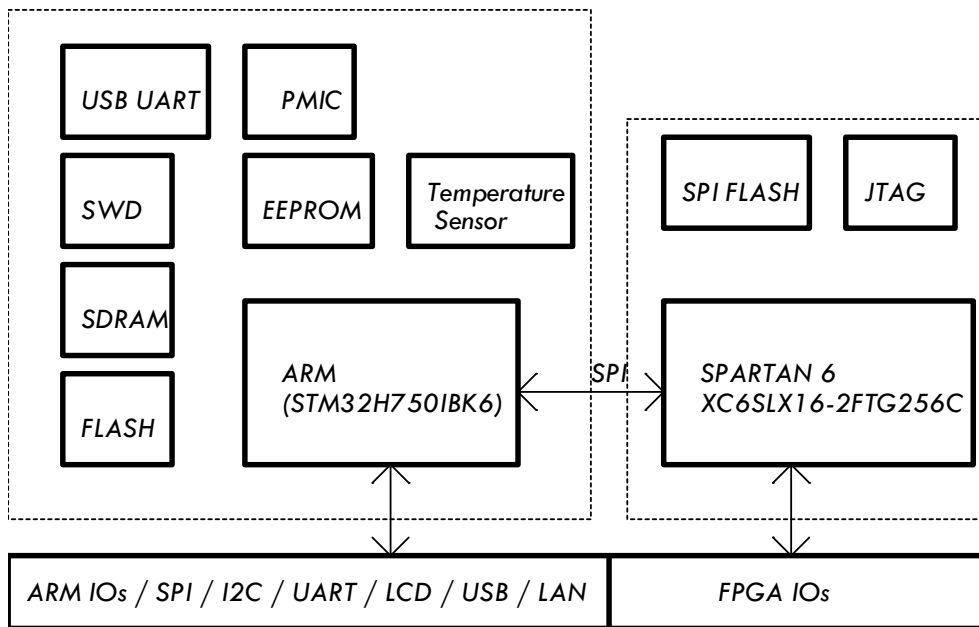 USB UART
PMIC
SWD
EEPROM
Temperature
Sensor
SPI FLASH
JTAG
SDRAM
FLASH
ARM
(STM32H750IBK6)
SPI
SPARTAN 6
XC6SLX16-2FTG256C
ARM IOs / SPI / I2C / UART / LCD / USB / LAN
FPGA IOs